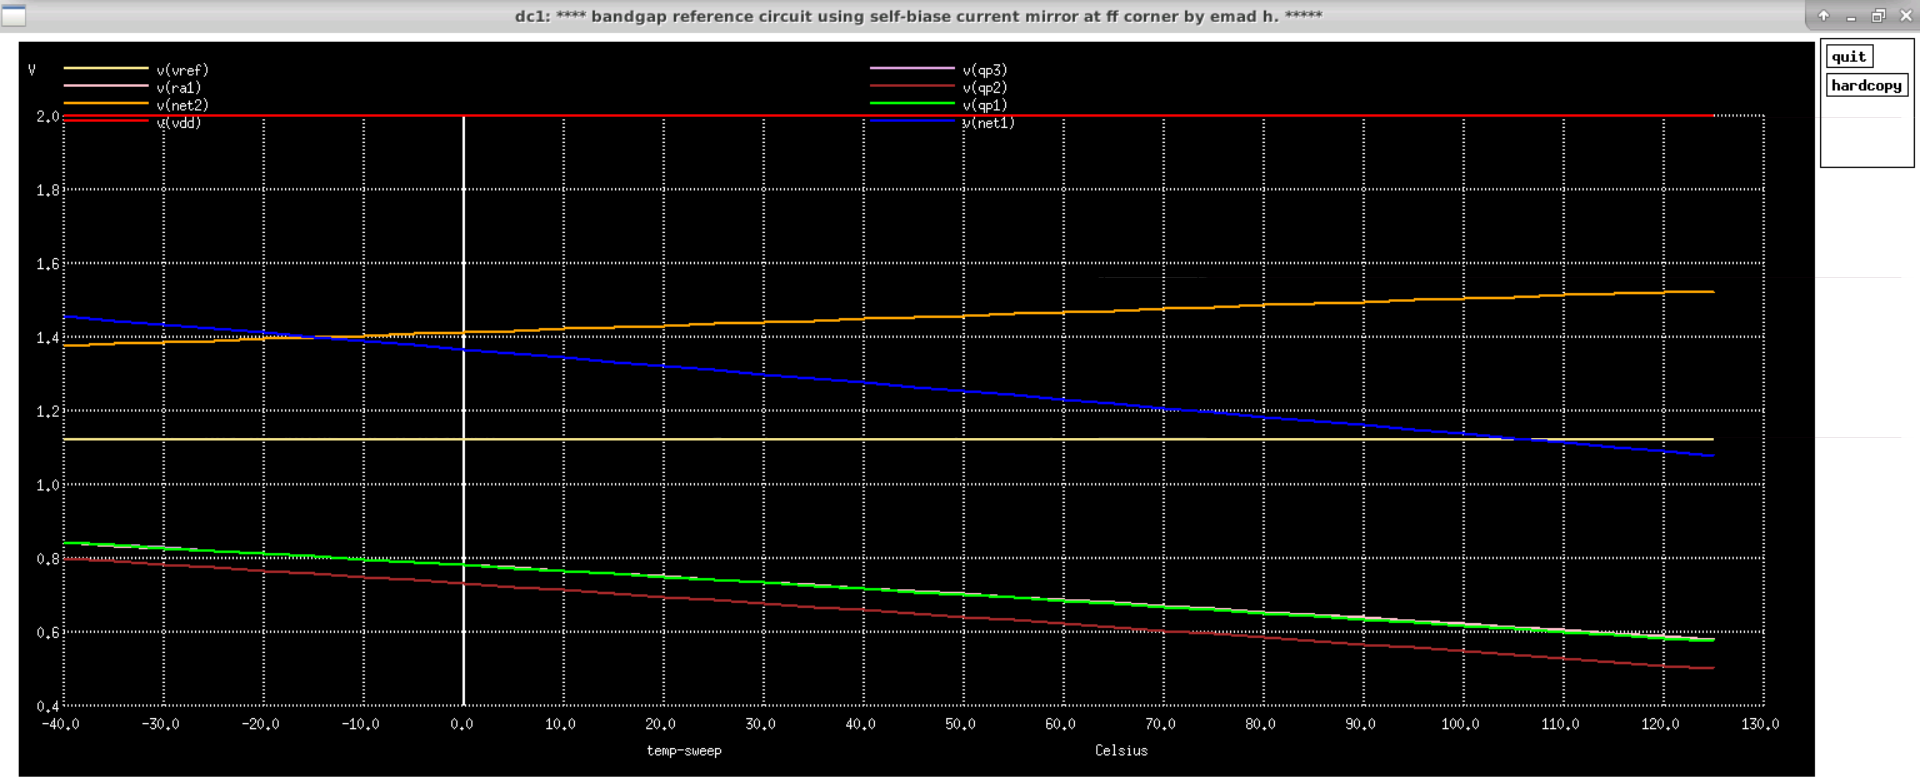 dc1: **** bandgap reference circuit using self-biase current mirror at ff corner by emad h. *****
quit
hardcopy
V
v(vref)
v(ra1)
v(net2)
v(vdd)
v(qp3)
v(qp2)
v(qp1)
v(net1)
2.0
1.8
1.6
1.4
1.2
1.0
0.8
0.6
0.4
-40.0 -30.0 -20.0 -10.0 0.0 10.0 20.0 30.0 40.0 50.0 60.0 70.0 80.0 90.0 100.0 110.0 120.0 130.0
temp-sweep Celsius